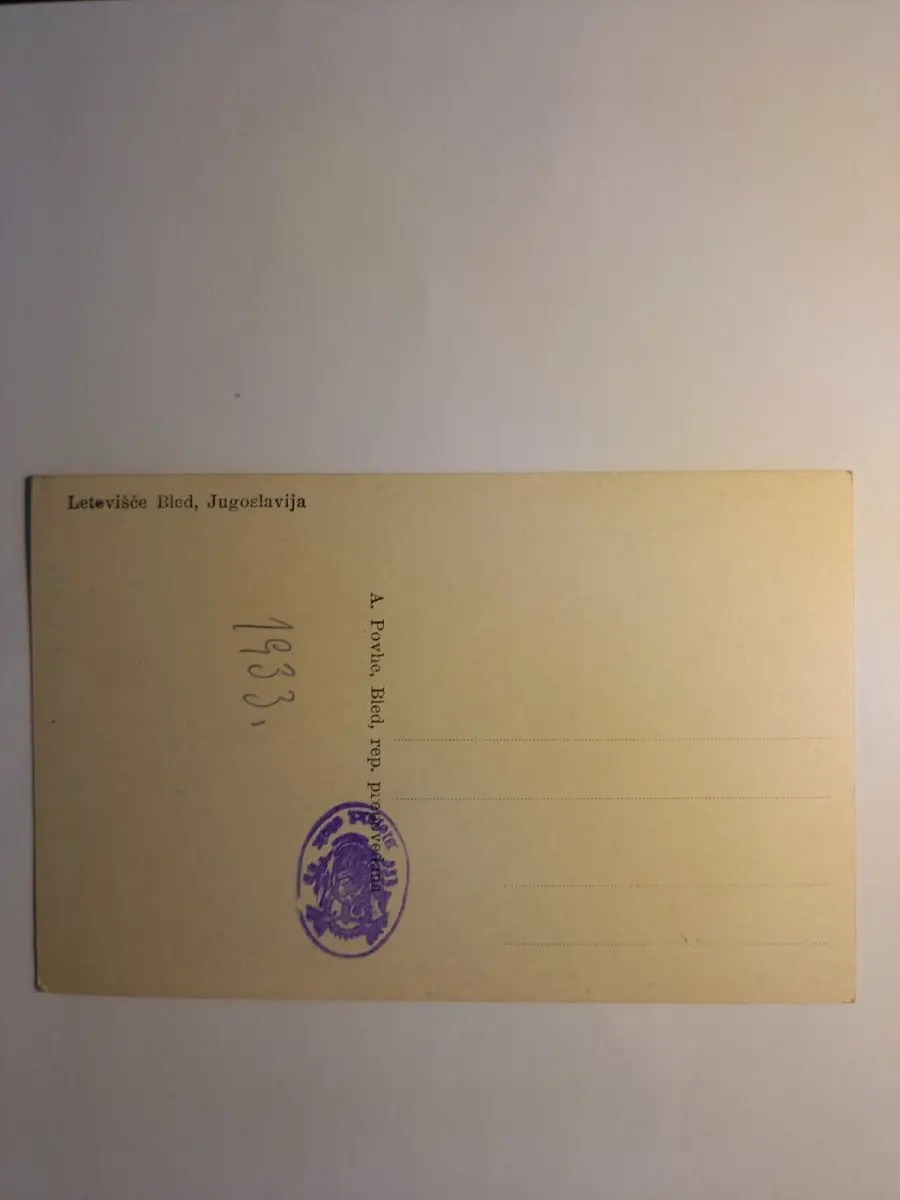 Letovišče Bled, Jugoslavija
A. Povhe, Bled, rep. prepovedana
1933.